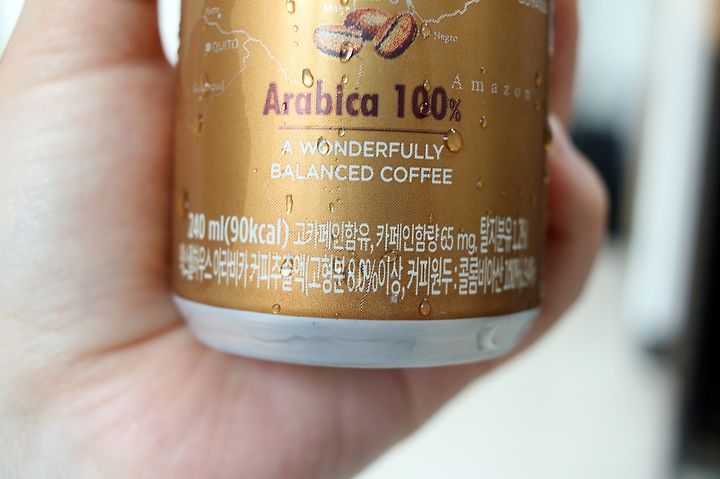 QUITO
Negro
Amazon
Arabica 100%
A WONDERFULLY
BALANCED COFFEE
240 ml(90kcal) 고카페인함유, 카페인함량 65 mg, 탈지분유 1.2%
아라비카 커피추출액(고형분 8.0%이상, 커피원두:콜롬비아산